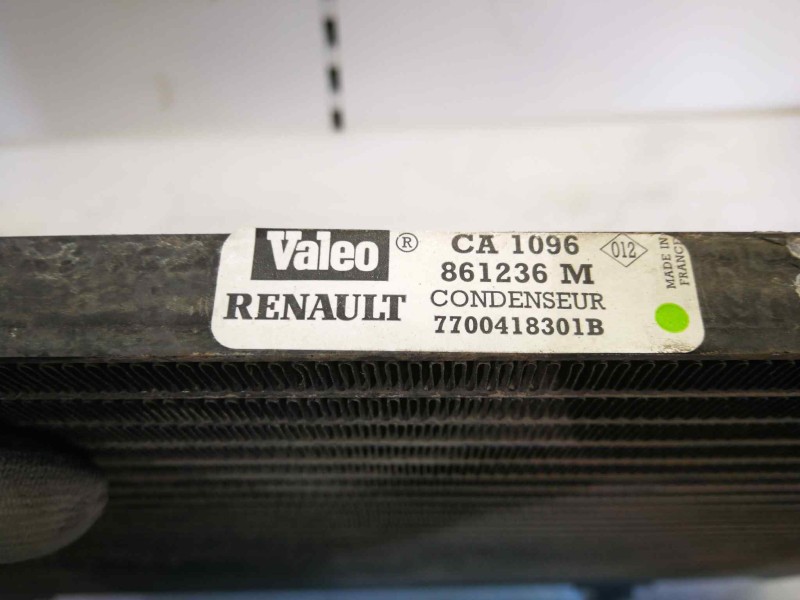 Valeo ® CA 1096 012
861236 M
RENAULT CONDENSEUR
7700418301B
MADE IN
FRANCE